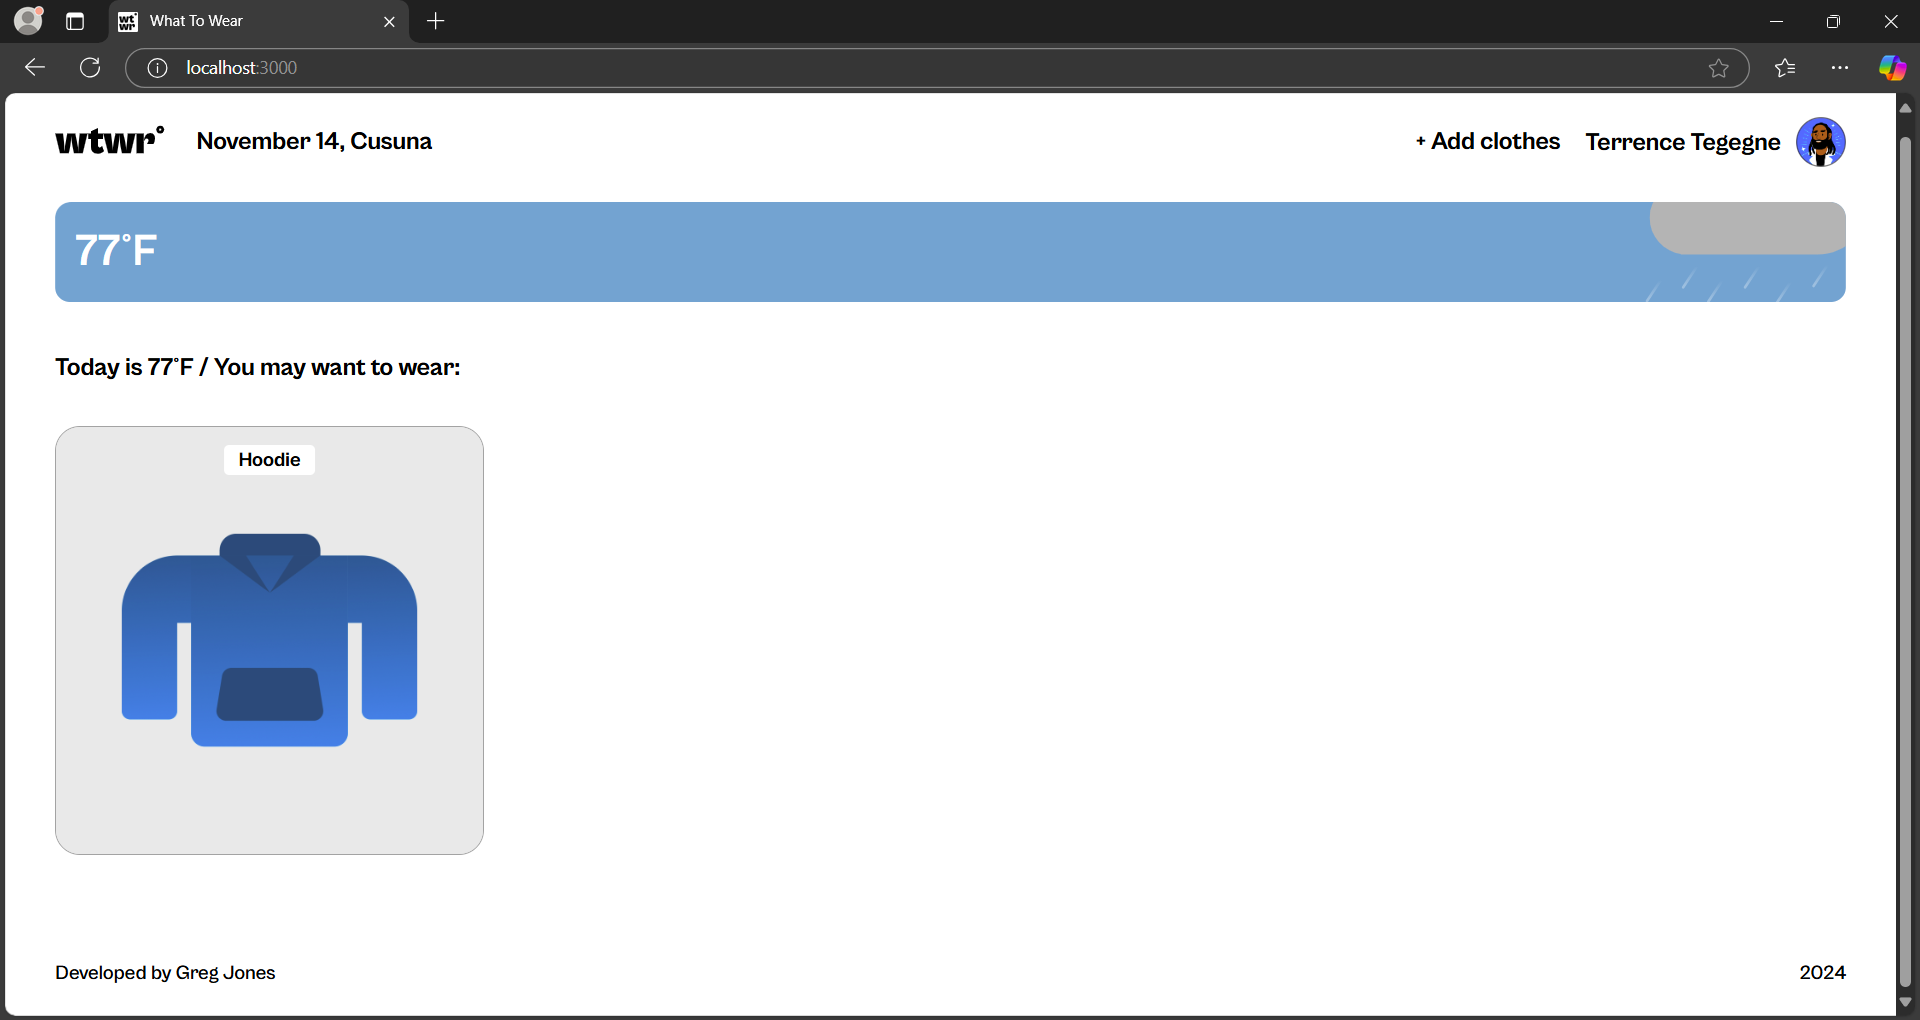 What To Wear
localhost:3000
wtwr°
November 14, Cusuna
+ Add clothes
Terrence Tegegne
77°F
Today is 77°F / You may want to wear:
Hoodie
Developed by Greg Jones
2024